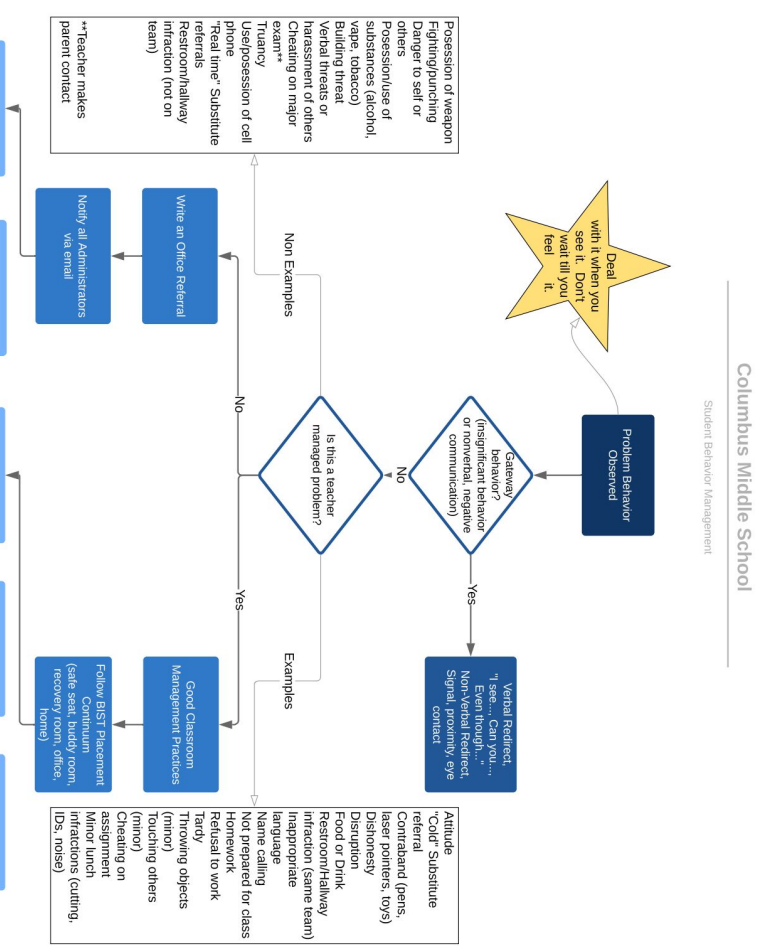 Columbus Middle School
Student Behavior Management
Problem Behavior
Observed
Deal
with it when you
see it. Don't
wait till you
feel it.
Gateway
behavior?
(insignificant behavior
or nonverbal, negative
communication)
Yes
Verbal Redirect,
"I see..., Can you...,
Even though..."
Non-Verbal Redirect,
Signal, proximity, eye
contact
No
Is this a teacher
managed problem?
Non Examples
Examples
No
Yes
Posession of weapon
Fighting/punching
Danger to self or
others
Posession/use of
substances (alcohol,
vape, tobacco)
Building threat
Verbal threats or
harassment of others
Cheating on major
exam**
Truancy
Use/posession of cell
phone
"Real time" Substitute
referrals
Restroom/hallway
infraction (not on
team)
**Teacher makes
parent contact
Write an Office Referral
Notify all Administrators
via email
Good Classroom
Management Practices
Follow BIST Placement
Continuum
(safe seat, buddy room,
recovery room, office,
home)
Attitude
"Cold" Substitute
referral
Contraband (pens,
laser pointers, toys)
Dishonesty
Disruption
Food or Drink
Restroom/Hallway
infraction (same team)
Inappropriate
language
Name calling
Not prepared for class
Homework
Refusal to work
Tardy
Throwing objects
(minor)
Touching others
(minor)
Cheating on
assignment
Minor lunch
infratctions (cutting,
IDs, noise)